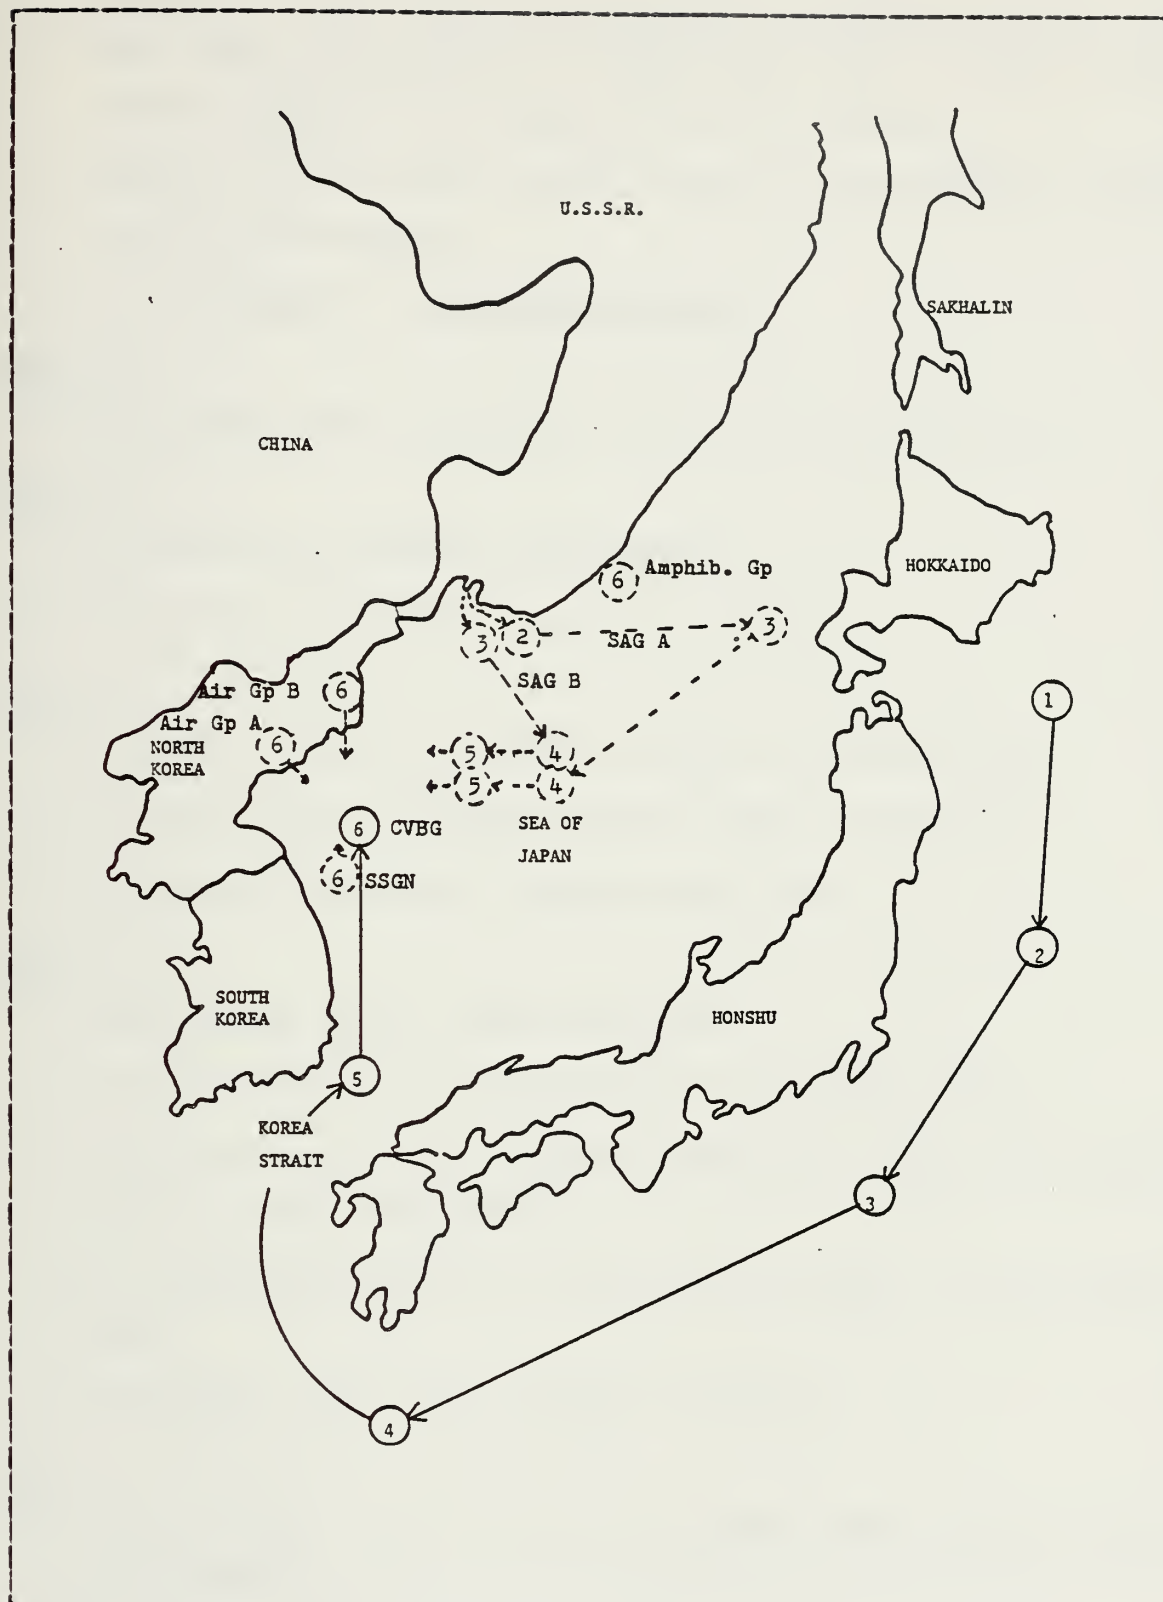 U.S.S.R.
SAKHALIN
CHINA
HOKKAIDO
6 Amphib. Gp
3 2 SAG A 3
SAG B
Air Gp B 6
Air Gp A 6
NORTH
KOREA
1
5 4
5 4
SEA OF
JAPAN
6 CVBG
6 SSGN
2
SOUTH
KOREA
HONSHU
5
KOREA
STRAIT
3
4